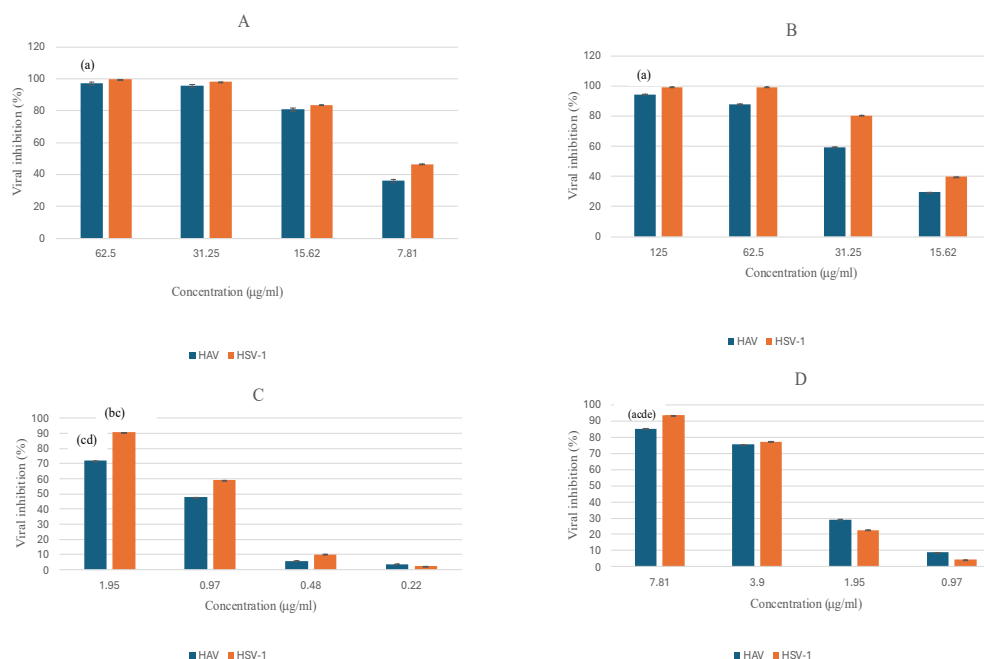 A
120
100
80
60
40
20
0
(a)
Viral inhibition (%)
62.5 31.25 15.62 7.81
Concentration (µg/ml)
HAV HSV-1
B
120
100
80
60
40
20
0
(a)
Viral inhibition (%)
125 62.5 31.25 15.62
Concentration (µg/ml)
HAV HSV-1
C
(bc)
100
90
80
70
60
50
40
30
20
10
0
(cd)
Viral inhibition (%)
1.95 0.97 0.48 0.22
Concentration (µg/ml)
HAV HSV-1
D
100
90
80
70
60
50
40
30
20
10
0
(acde)
Viral inhibition (%)
7.81 3.9 1.95 0.97
Concentration (µg/ml)
HAV HSV-1